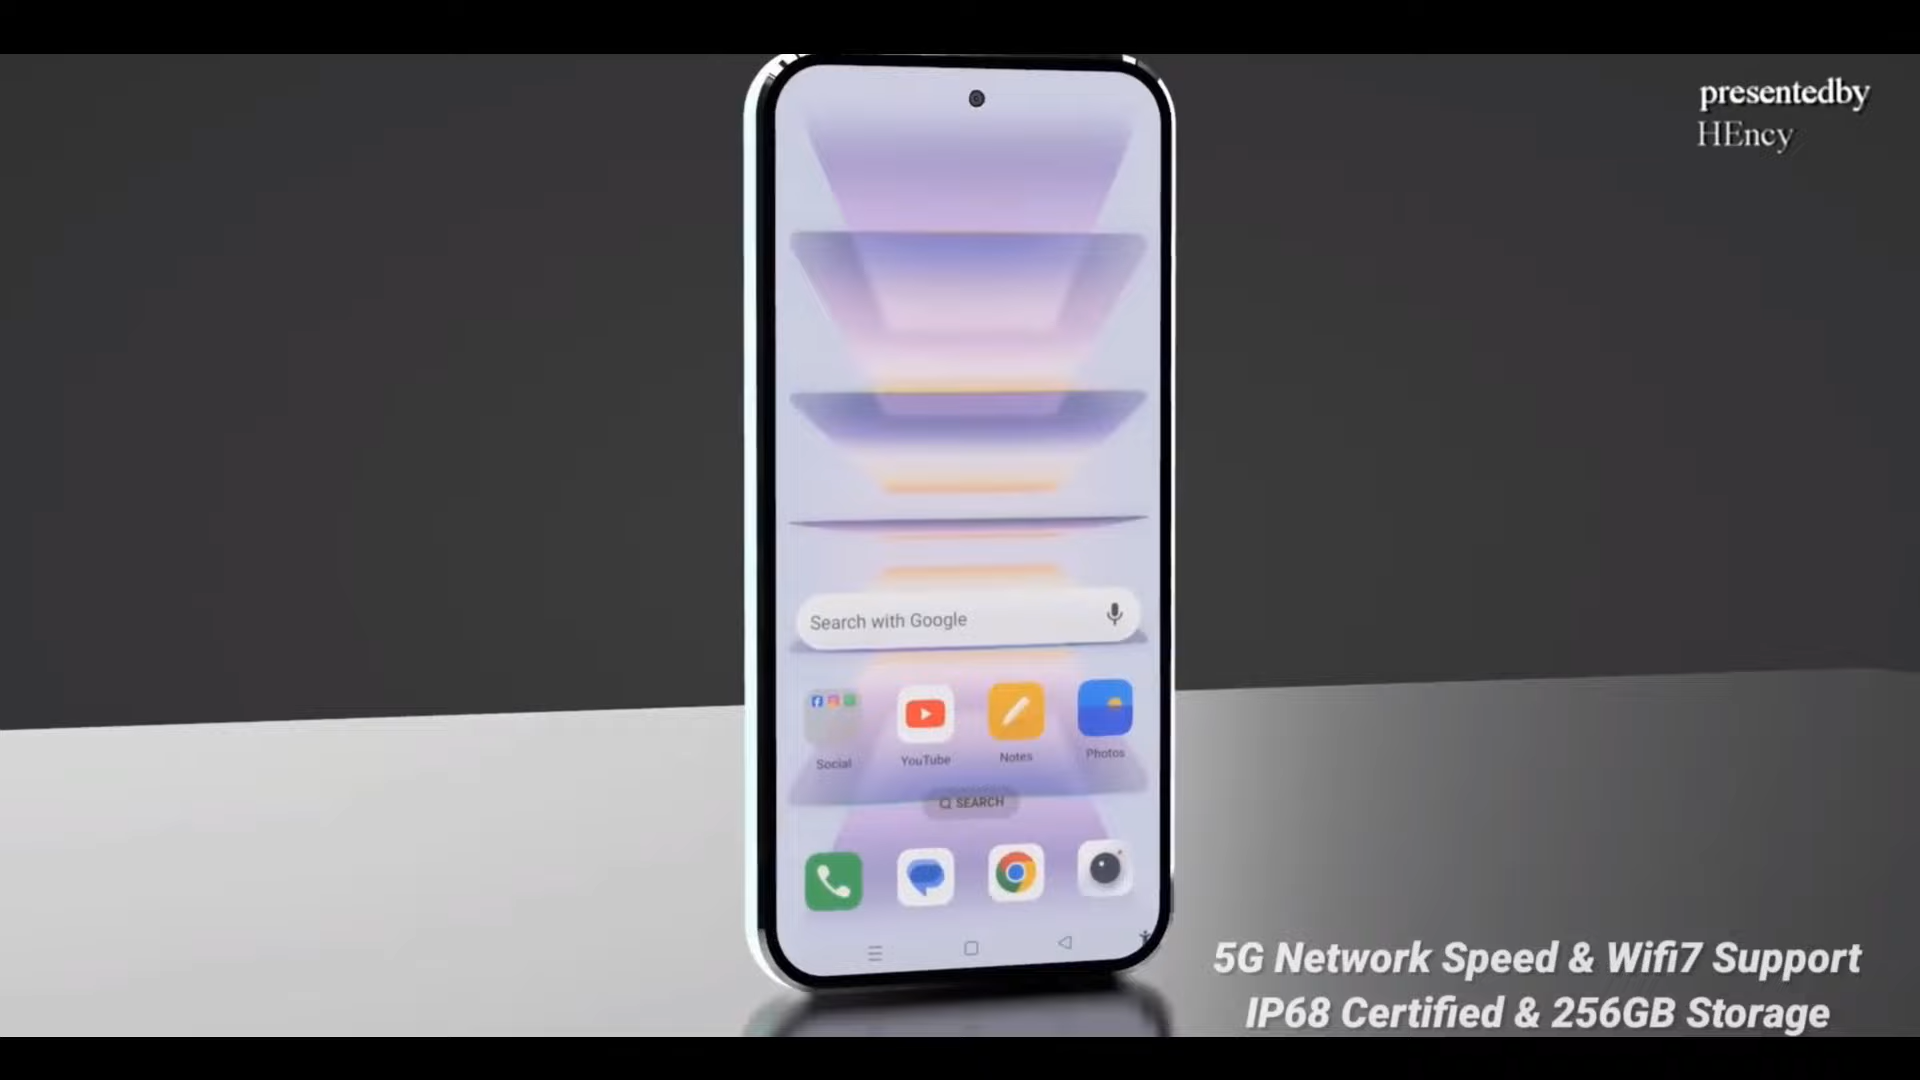 presentedby
HEncy
Search with Google
Social
YouTube
Notes
Photos
SEARCH
5G Network Speed & Wifi7 Support
IP68 Certified & 256GB Storage